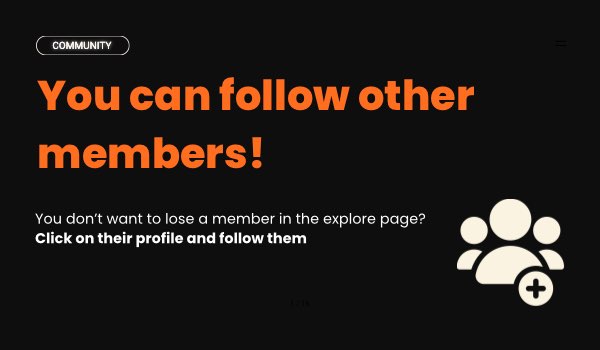 COMMUNITY
You can follow other
members!
You don’t want to lose a member in the explore page?
Click on their profile and follow them